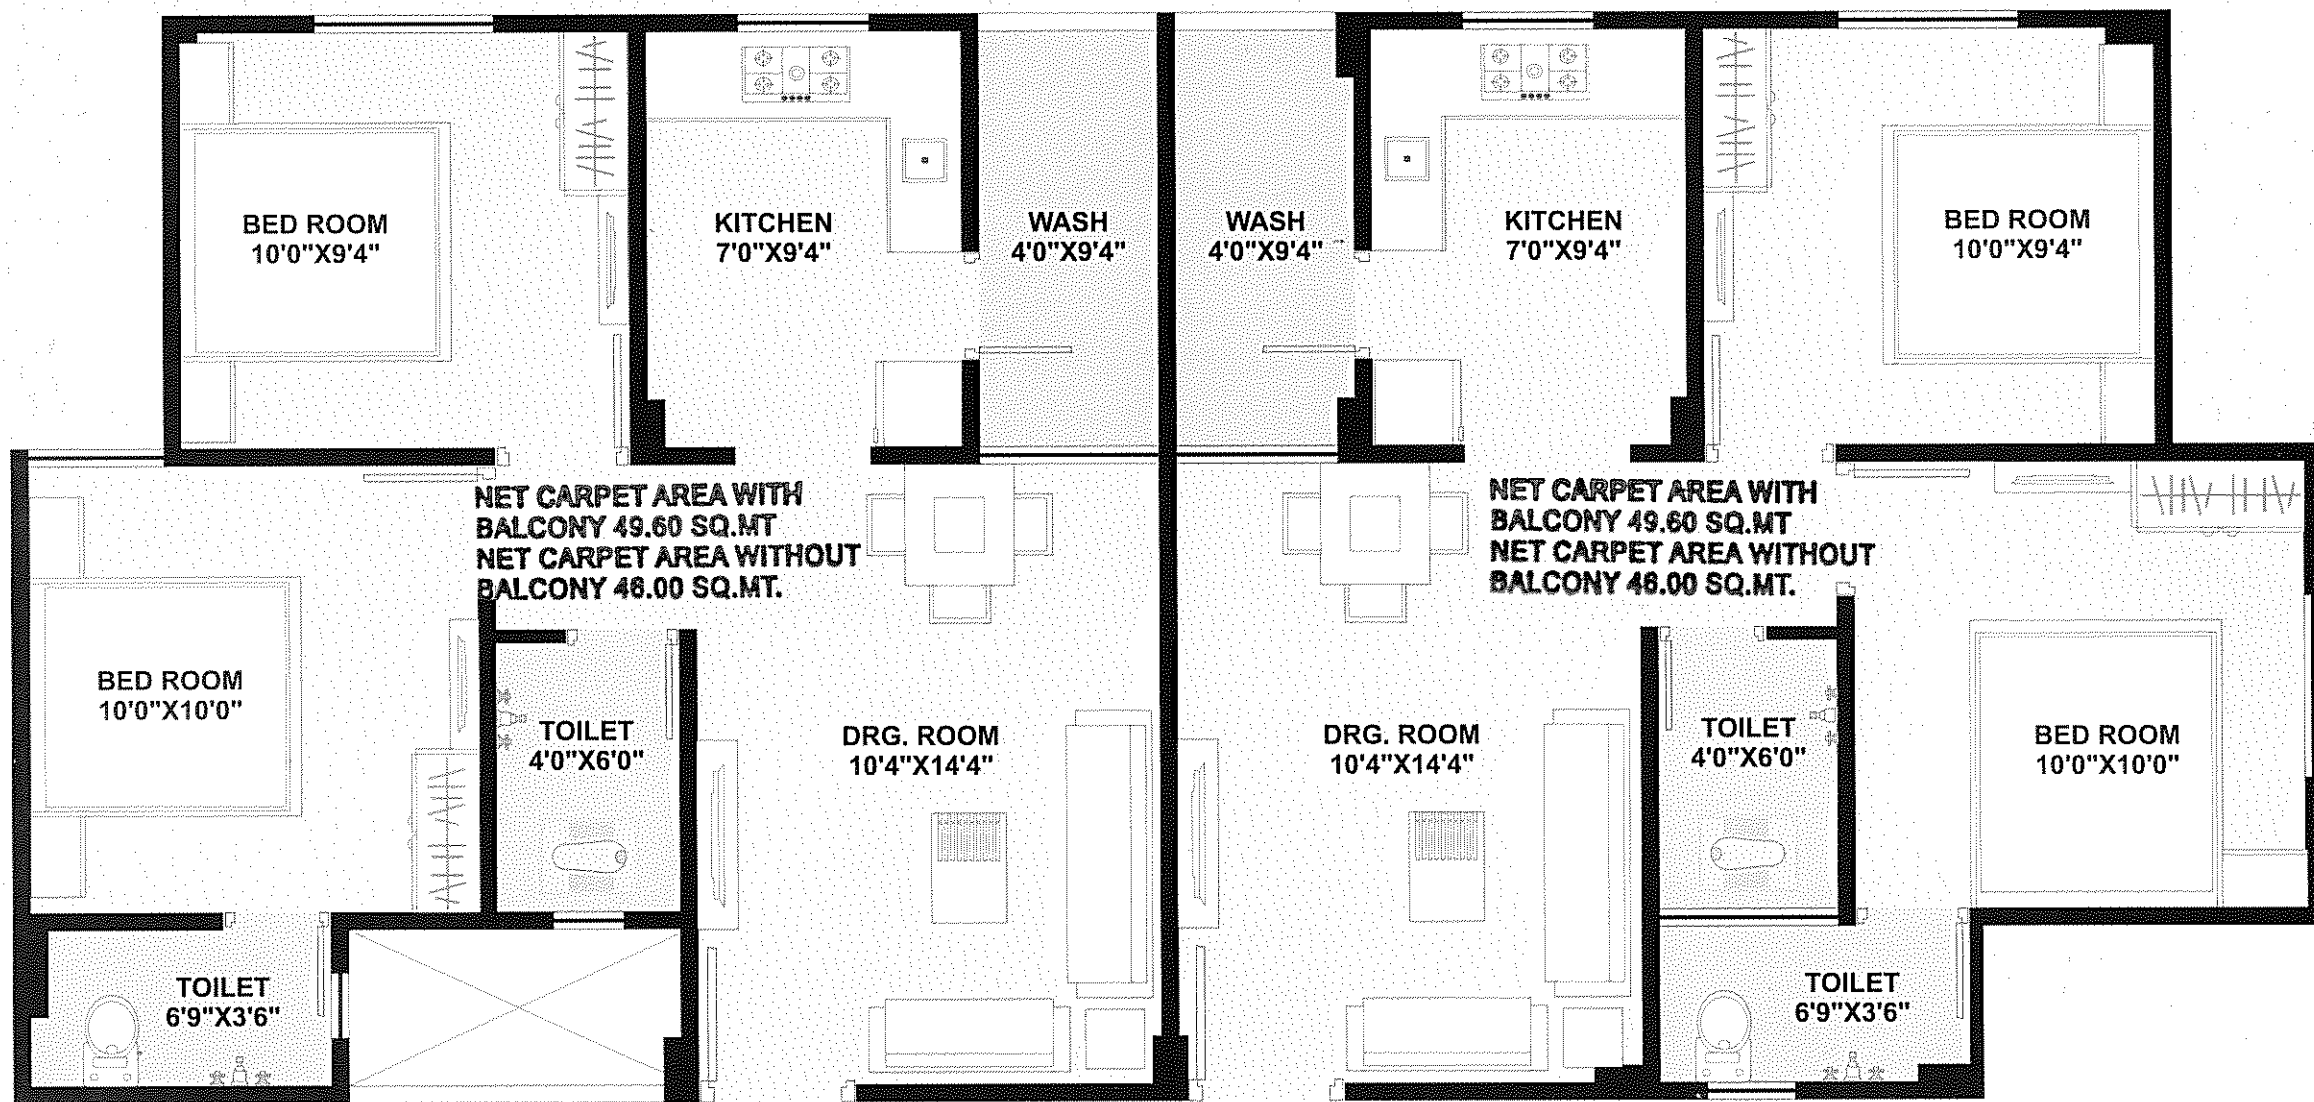 BED ROOM
10'0"X9'4"
KITCHEN
7'0"X9'4"
WASH
4'0"X9'4"
WASH
4'0"X9'4"
KITCHEN
7'0"X9'4"
BED ROOM
10'0"X9'4"
NET CARPET AREA WITH
BALCONY 49.60 SQ.MT
NET CARPET AREA WITHOUT
BALCONY 46.00 SQ.MT.
NET CARPET AREA WITH
BALCONY 49.60 SQ.MT
NET CARPET AREA WITHOUT
BALCONY 46.00 SQ.MT.
BED ROOM
10'0"X10'0"
TOILET
4'0"X6'0"
DRG. ROOM
10'4"X14'4"
DRG. ROOM
10'4"X14'4"
TOILET
4'0"X6'0"
BED ROOM
10'0"X10'0"
TOILET
6'9"X3'6"
TOILET
6'9"X3'6"